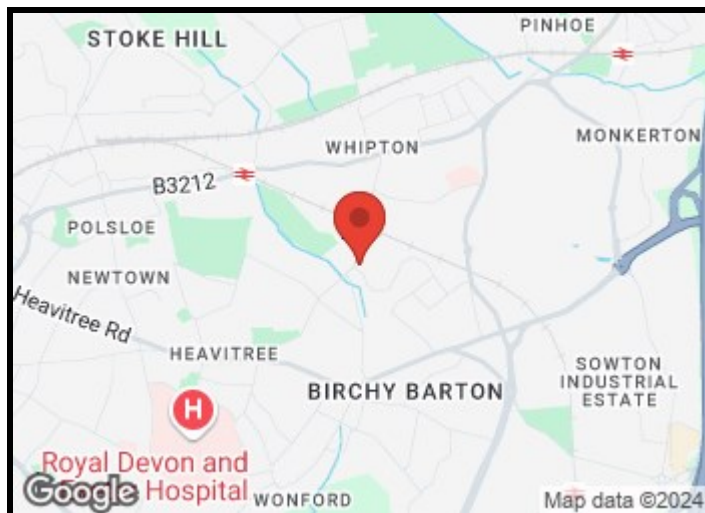 PINHOE
STOKE HILL
WHIPTON
MONKERTON
B3212
POLSLOE
NEWTOWN
Heavitree Rd
HEAVITREE
SOWTON
INDUSTRIAL
ESTATE
BIRCHY BARTON
H
Royal Devon and
Hospital
Google
WONFORD
Map data ©2024